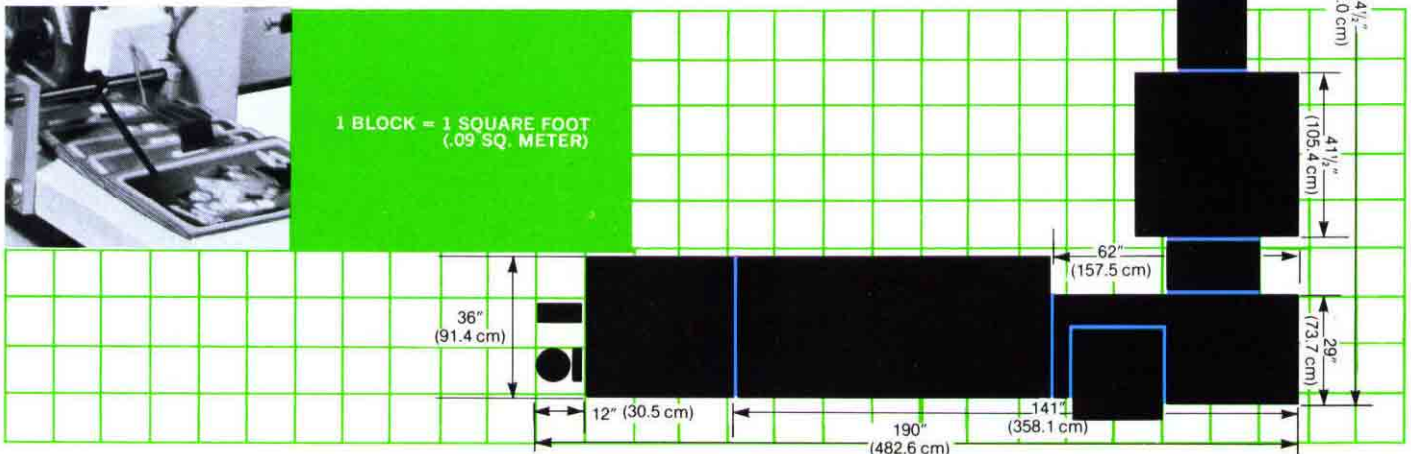 1 BLOCK = 1 SQUARE FOOT
(.09 SQ. METER)
4½"
.0 cm)
41½"
(105.4 cm)
62"
(157.5 cm)
36"
(91.4 cm)
29"
(73.7 cm)
12" (30.5 cm)
141"
(358.1 cm)
190"
(482.6 cm)